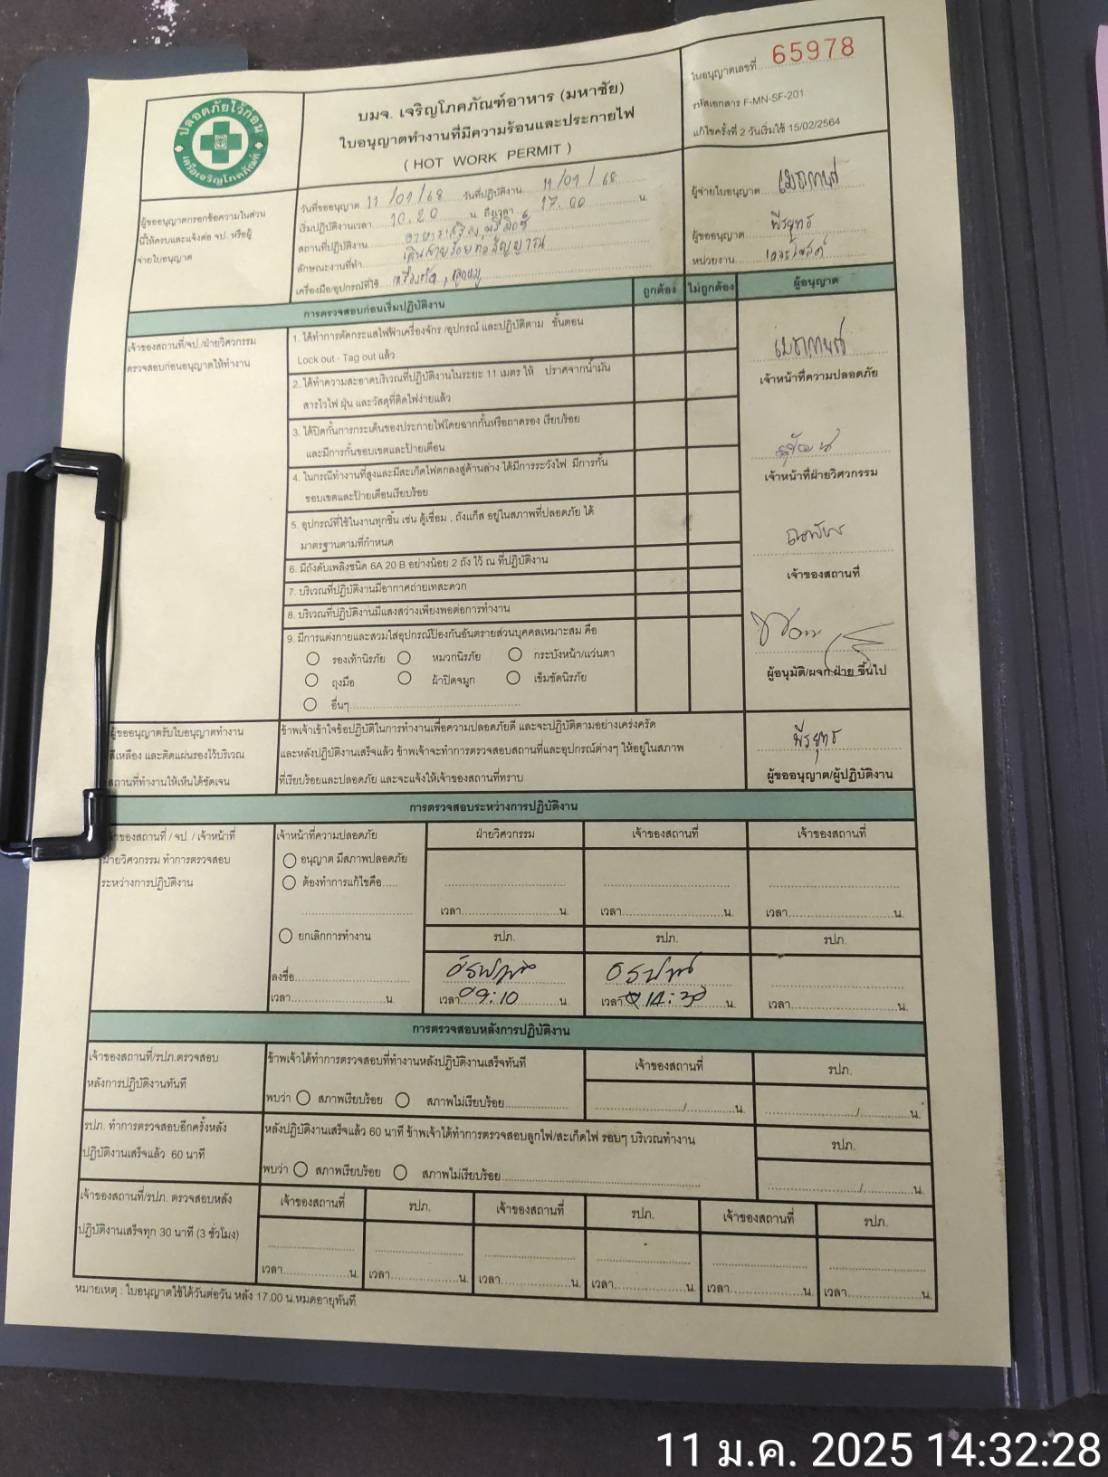 ปลอดภัยไว้ก่อน
เครือเจริญโภคภัณฑ์
บมจ. เจริญโภคภัณฑ์อาหาร (มหาชัย)
ใบอนุญาตทำงานที่มีความร้อนและประกายไฟ
( HOT WORK PERMIT )
ใบอนุญาตเลขที่ 65978
รหัสเอกสาร F-MN-SF-201
แก้ไขครั้งที่ 2 วันเริ่มใช้ 15/02/2564
ผู้ขออนุญาตกรอกข้อความในส่วน
นี้ให้ครบและแจ้งต่อ จป. หรือผู้
จ่ายใบอนุญาต
วันที่ขออนุญาต 11/01/68 วันที่ปฏิบัติงาน 11/01/68
เริ่มปฏิบัติงานเวลา 10.20 น. ถึงเวลา 17.00 น.
สถานที่ปฏิบัติงาน
ลักษณะงานที่ทำ เดินสายร้อยท่อสัญญาณ
เครื่องมือ/อุปกรณ์ที่ใช้ เครื่องตัด
ผู้จ่ายใบอนุญาต
ผู้ขออนุญาต พีรยุทธ
หน่วยงาน
การตรวจสอบก่อนเริ่มปฏิบัติงาน
ถูกต้อง
ไม่ถูกต้อง
ผู้อนุญาต
เจ้าของสถานที่/จป./ฝ่ายวิศวกรรม
ตรวจสอบก่อนอนุญาตให้ทำงาน
1. ได้ทำการตัดกระแสไฟฟ้าเครื่องจักร /อุปกรณ์ และปฏิบัติตาม ขั้นตอน
Lock out - Tag out แล้ว
2. ได้ทำความสะอาดบริเวณที่ปฏิบัติงานในระยะ 11 เมตร ให้ ปราศจากน้ำมัน
สารไวไฟ ฝุ่น และวัสดุที่ติดไฟง่ายแล้ว
3. ได้ปิดกั้นการกระเด็นของประกายไฟโดยฉากกั้นหรือถาดรอง เรียบร้อย
และมีการกั้นขอบเขตและป้ายเตือน
4. ในกรณีทำงานที่สูงและมีสะเก็ดไฟตกลงสู่ด้านล่าง ได้มีการระวังไฟ มีการกั้น
ขอบเขตและป้ายเตือนเรียบร้อย
5. อุปกรณ์ที่ใช้ในงานทุกชิ้น เช่น ตู้เชื่อม , ถังแก๊ส อยู่ในสภาพที่ปลอดภัย ได้
มาตรฐานตามที่กำหนด
6. มีถังดับเพลิงชนิด 6A 20 B อย่างน้อย 2 ถัง ไว้ ณ ที่ปฏิบัติงาน
7. บริเวณที่ปฏิบัติงานมีอากาศถ่ายเทสะดวก
8. บริเวณที่ปฏิบัติงานมีแสงสว่างเพียงพอต่อการทำงาน
9. มีการแต่งกายและสวมใส่อุปกรณ์ป้องกันอันตรายส่วนบุคคลเหมาะสม คือ
รองเท้านิรภัย หมวกนิรภัย กระบังหน้า/แว่นตา
ถุงมือ ผ้าปิดจมูก เข็มขัดนิรภัย
อื่นๆ
เจ้าหน้าที่ความปลอดภัย
เจ้าหน้าที่ฝ่ายวิศวกรรม
เจ้าของสถานที่
ผู้อนุมัติ/ผจก.ฝ่าย ขึ้นไป
ผู้ขออนุญาตรับใบอนุญาตทำงาน
สีเหลือง และติดแผ่นรองไว้บริเวณ
สถานที่ทำงานให้เห็นได้ชัดเจน
ข้าพเจ้าเข้าใจข้อปฏิบัติในการทำงานเพื่อความปลอดภัยดี และจะปฏิบัติตามอย่างเคร่งครัด
และหลังปฏิบัติงานเสร็จแล้ว ข้าพเจ้าจะทำการตรวจสอบสถานที่และอุปกรณ์ต่างๆ ให้อยู่ในสภาพ
ที่เรียบร้อยและปลอดภัย และจะแจ้งให้เจ้าของสถานที่ทราบ
พีรยุทธ
ผู้ขออนุญาต/ผู้ปฏิบัติงาน
การตรวจสอบระหว่างการปฏิบัติงาน
เจ้าของสถานที่ / จป. / เจ้าหน้าที่
ฝ่ายวิศวกรรม ทำการตรวจสอบ
ระหว่างการปฏิบัติงาน
เจ้าหน้าที่ความปลอดภัย
อนุญาต มีสภาพปลอดภัย
ต้องทำการแก้ไขคือ
ยกเลิกการทำงาน
ลงชื่อ
เวลา น.
ฝ่ายวิศวกรรม เจ้าของสถานที่ เจ้าของสถานที่
เวลา น. เวลา น. เวลา น.
รปภ. รปภ. รปภ.
เวลา 09:10 น. เวลา 14:30 น. เวลา น.
การตรวจสอบหลังการปฏิบัติงาน
เจ้าของสถานที่/รปภ.ตรวจสอบ
หลังการปฏิบัติงานทันที
ข้าพเจ้าได้ทำการตรวจสอบที่ทำงานหลังปฏิบัติงานเสร็จทันที
พบว่า สภาพเรียบร้อย สภาพไม่เรียบร้อย
เจ้าของสถานที่ รปภ.
/ น. / น.
รปภ. ทำการตรวจสอบอีกครั้งหลัง
ปฏิบัติงานเสร็จแล้ว 60 นาที
หลังปฏิบัติงานเสร็จแล้ว 60 นาที ข้าพเจ้าได้ทำการตรวจสอบลูกไฟ/สะเก็ดไฟ รอบๆ บริเวณทำงาน
พบว่า สภาพเรียบร้อย สภาพไม่เรียบร้อย
รปภ.
/ น.
เจ้าของสถานที่/รปภ. ตรวจสอบหลัง
ปฏิบัติงานเสร็จทุก 30 นาที (3 ชั่วโมง)
เจ้าของสถานที่ รปภ. เจ้าของสถานที่ รปภ. เจ้าของสถานที่ รปภ.
เวลา น. เวลา น. เวลา น. เวลา น. เวลา น. เวลา น.
หมายเหตุ : ใบอนุญาตใช้ได้วันต่อวัน หลัง 17.00 น.หมดอายุทันที
11 ม.ค. 2025 14:32:28